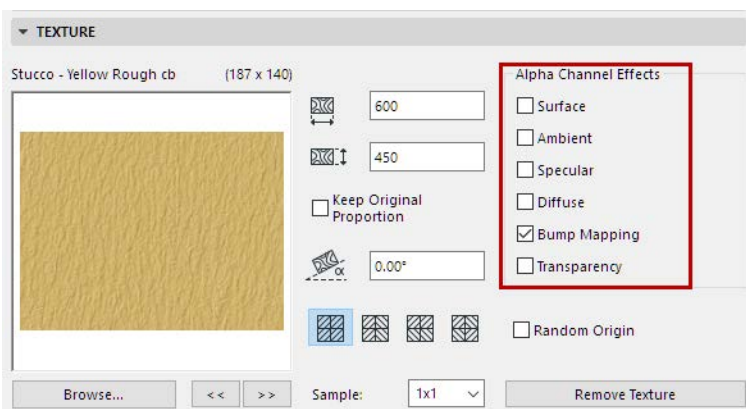 TEXTURE
Stucco - Yellow Rough cb (187 x 140)
600
450
Keep Original
Proportion
α 0.00°
Alpha Channel Effects
Surface
Ambient
Specular
Diffuse
Bump Mapping
Transparency
Random Origin
Browse... << >> Sample: 1x1 Remove Texture